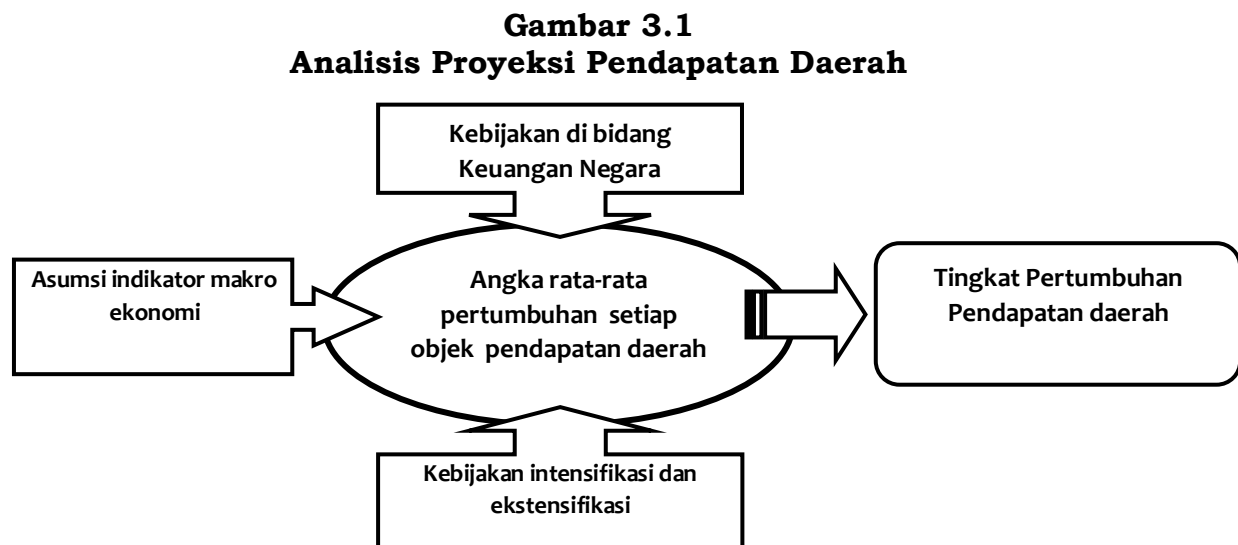 Gambar 3.1
Analisis Proyeksi Pendapatan Daerah
Kebijakan di bidang
Keuangan Negara
Asumsi indikator makro
ekonomi
Angka rata-rata
pertumbuhan setiap
objek pendapatan daerah
Tingkat Pertumbuhan
Pendapatan daerah
Kebijakan intensifikasi dan
ekstensifikasi